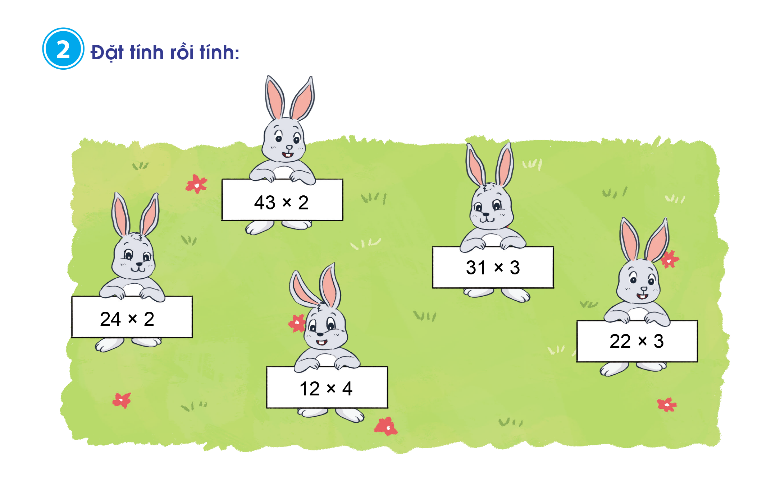 2 Đặt tính rồi tính:
43 × 2
31 × 3
24 × 2
22 × 3
12 × 4